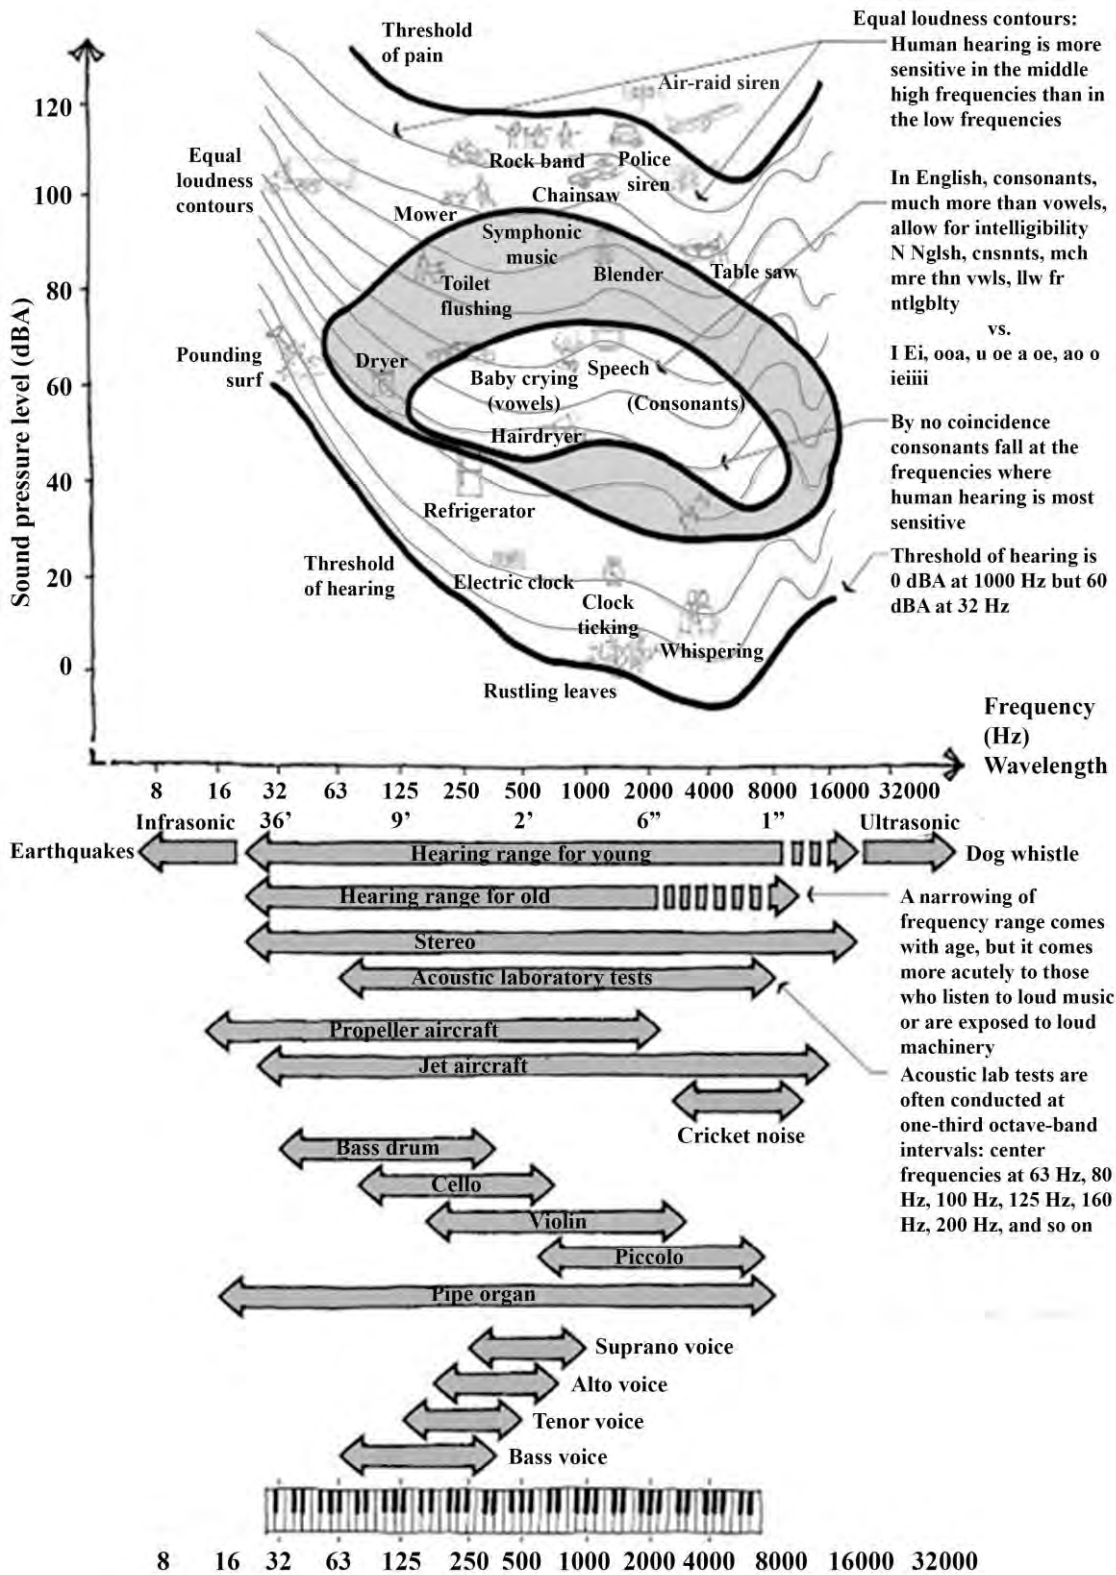 Threshold
of pain
Equal loudness contours:
Human hearing is more
sensitive in the middle
high frequencies than in
the low frequencies
Air-raid siren
120
Rock band
Police
siren
Equal
loudness
contours
100
Chainsaw
Mower
In English, consonants,
much more than vowels,
allow for intelligibility
N Nglsh, cnsnnts, mch
mre thn vwls, llw fr
ntlgblty
vs.
I Ei, ooa, u oe a oe, ao o
ieiiii
Symphonic
music
Blender
Table saw
Toilet
flushing
80
Sound pressure level (dBA)
Pounding
surf
Dryer
60
Baby crying
(vowels)
Speech
(Consonants)
Hairdryer
By no coincidence
consonants fall at the
frequencies where
human hearing is most
sensitive
40
Refrigerator
Threshold
of hearing
Electric clock
Clock
ticking
Threshold of hearing is
0 dBA at 1000 Hz but 60
dBA at 32 Hz
20
Whispering
0
Rustling leaves
Frequency
(Hz)
Wavelength
8 16 32 63 125 250 500 1000 2000 4000 8000 16000 32000
Infrasonic 36’ 9’ 2’ 6” 1” Ultrasonic
Earthquakes
Hearing range for young
Dog whistle
Hearing range for old
A narrowing of
frequency range comes
with age, but it comes
more acutely to those
who listen to loud music
or are exposed to loud
machinery
Stereo
Acoustic laboratory tests
Propeller aircraft
Jet aircraft
Acoustic lab tests are
often conducted at
one-third octave-band
intervals: center
frequencies at 63 Hz, 80
Hz, 100 Hz, 125 Hz, 160
Hz, 200 Hz, and so on
Cricket noise
Bass drum
Cello
Violin
Piccolo
Pipe organ
Suprano voice
Alto voice
Tenor voice
Bass voice
8 16 32 63 125 250 500 1000 2000 4000 8000 16000 32000